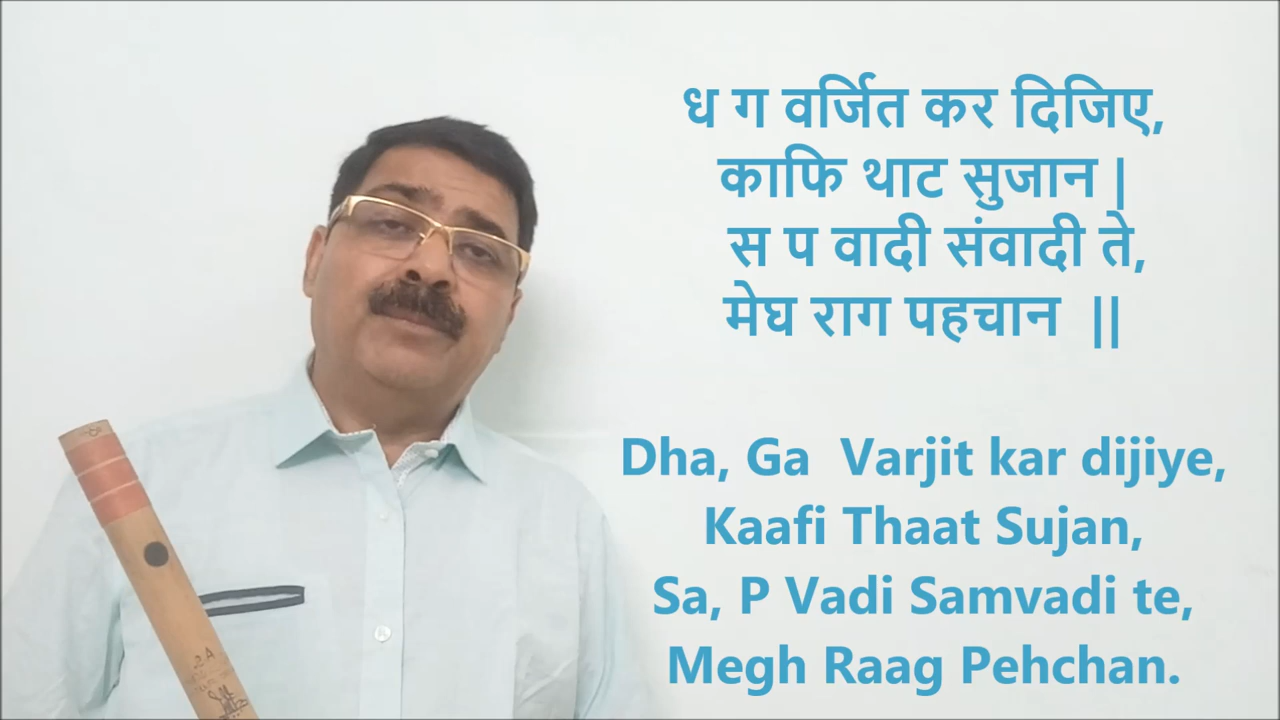 ध ग वर्जित कर दिजिए,
काफि थाट सुजान |
स प वादी संवादी ते,
मेघ राग पहचान ||
Dha, Ga Varjit kar dijiye,
Kaafi Thaat Sujan,
Sa, P Vadi Samvadi te,
Megh Raag Pehchan.